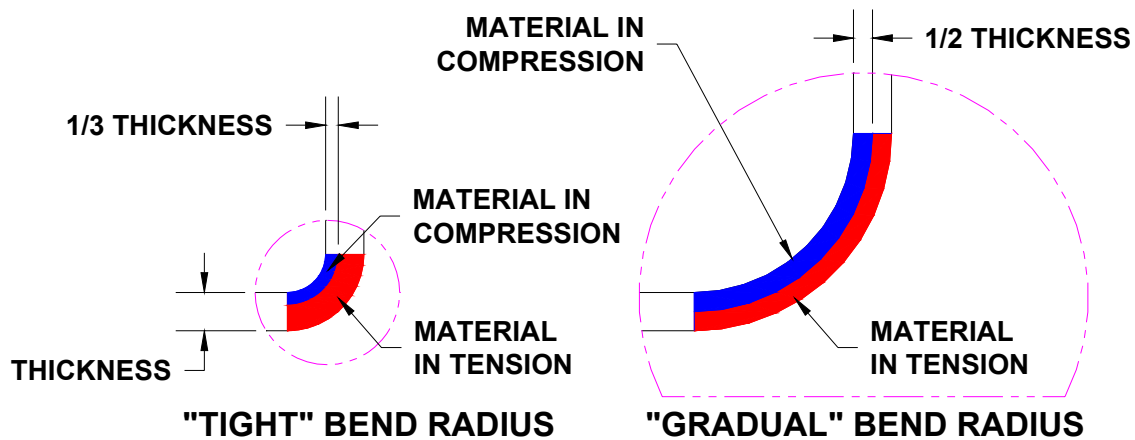 1/3 THICKNESS
MATERIAL IN
COMPRESSION
THICKNESS
MATERIAL
IN TENSION
"TIGHT" BEND RADIUS
MATERIAL IN
COMPRESSION
1/2 THICKNESS
MATERIAL
IN TENSION
"GRADUAL" BEND RADIUS